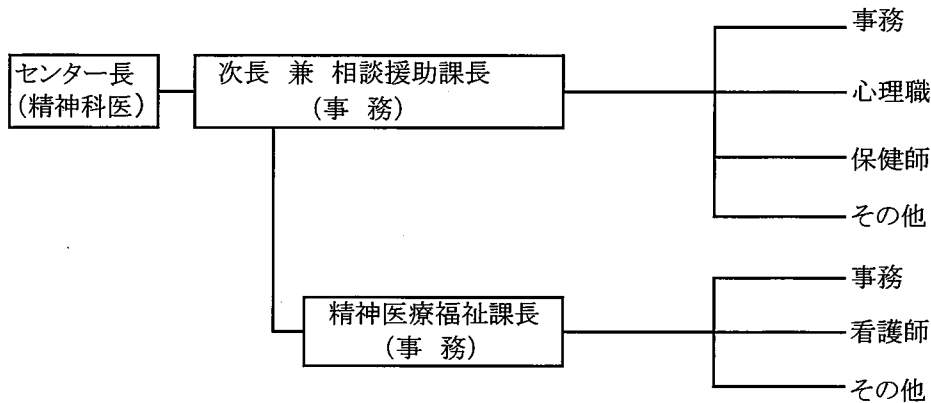 センター長
(精神科医)
次長 兼 相談援助課長
(事 務)
事務
心理職
保健師
その他
精神医療福祉課長
(事 務)
事務
看護師
その他